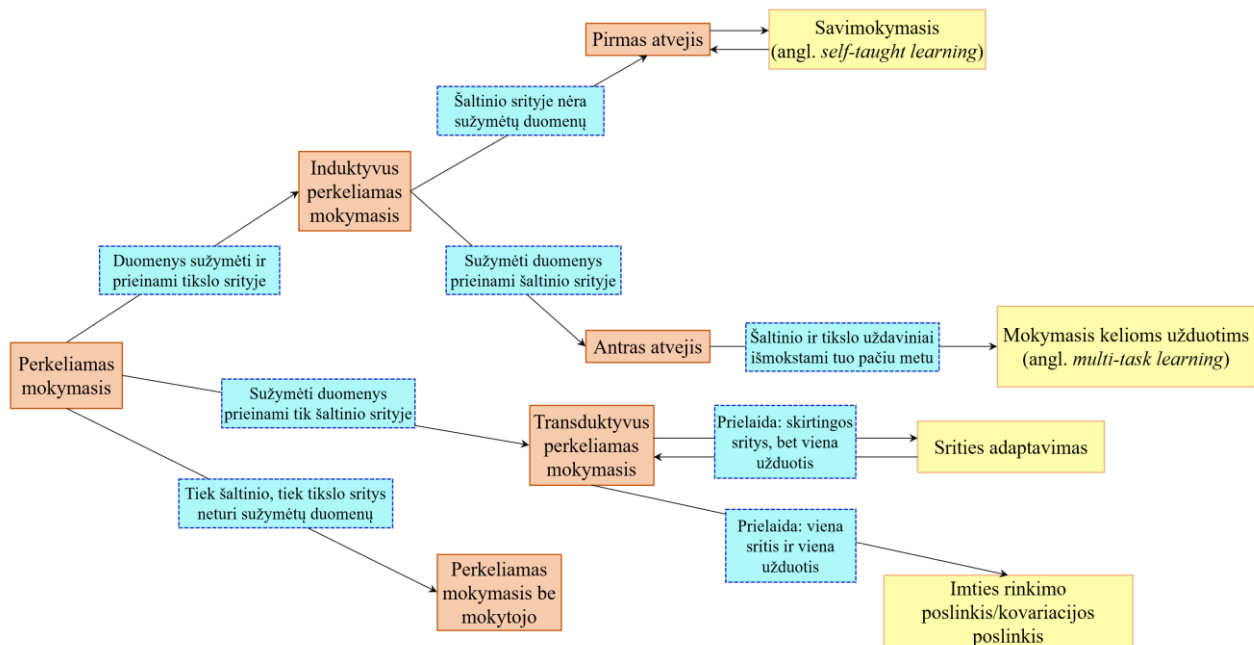 Pirmas atvejis
Savimokymasis
(angl. self-taught learning)
Šaltinio srityje nėra
sužymėtų duomenų
Induktyvus
perkeliamas
mokymasis
Duomenys sužymėti ir
prieinami tikslo srityje
Sužymėti duomenys
prieinami šaltinio srityje
Antras atvejis
Šaltinio ir tikslo uždaviniai
išmokstami tuo pačiu metu
Mokymasis kelioms užduotims
(angl. multi-task learning)
Perkeliamas
mokymasis
Sužymėti duomenys
prieinami tik šaltinio srityje
Transduktyvus
perkeliamas
mokymasis
Prielaida: skirtingos
sritys, bet viena
užduotis
Srities adaptavimas
Tiek šaltinio, tiek tikslo sritys
neturi sužymėtų duomenų
Prielaida: viena
sritis ir viena
užduotis
Perkeliamas
mokymasis be
mokytojo
Imties rinkimo
poslinkis/kovariacijos
poslinkis